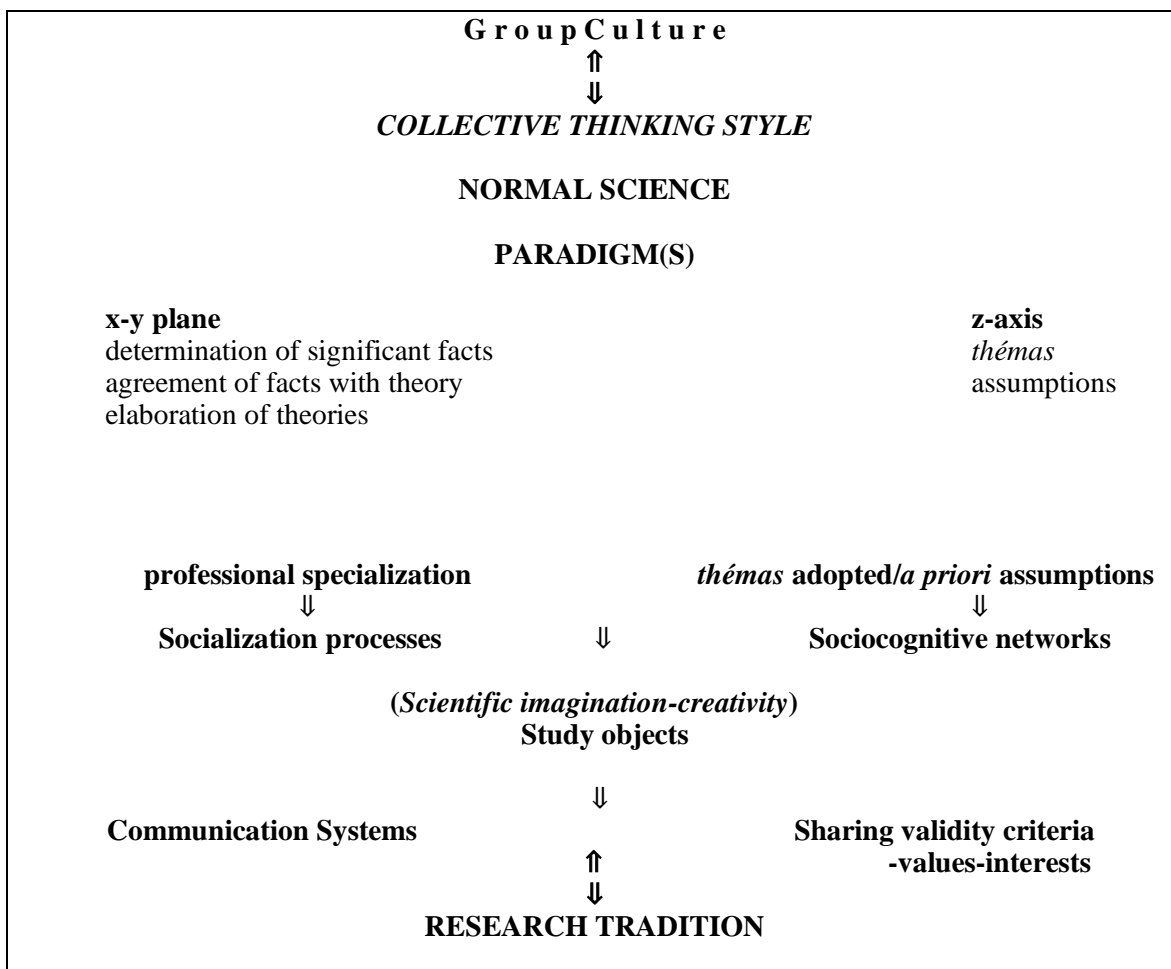 G r o u p C u l t u r e
⇑
⇓
COLLECTIVE THINKING STYLE
NORMAL SCIENCE
PARADIGM(S)
x-y plane z-axis
determination of significant facts thémas
agreement of facts with theory assumptions
elaboration of theories
professional specialization thémas adopted/a priori assumptions
⇓ ⇓
Socialization processes ⇓ Sociocognitive networks
(Scientific imagination-creativity)
Study objects
⇓
Communication Systems Sharing validity criteria
⇑ -values-interests
⇓
RESEARCH TRADITION